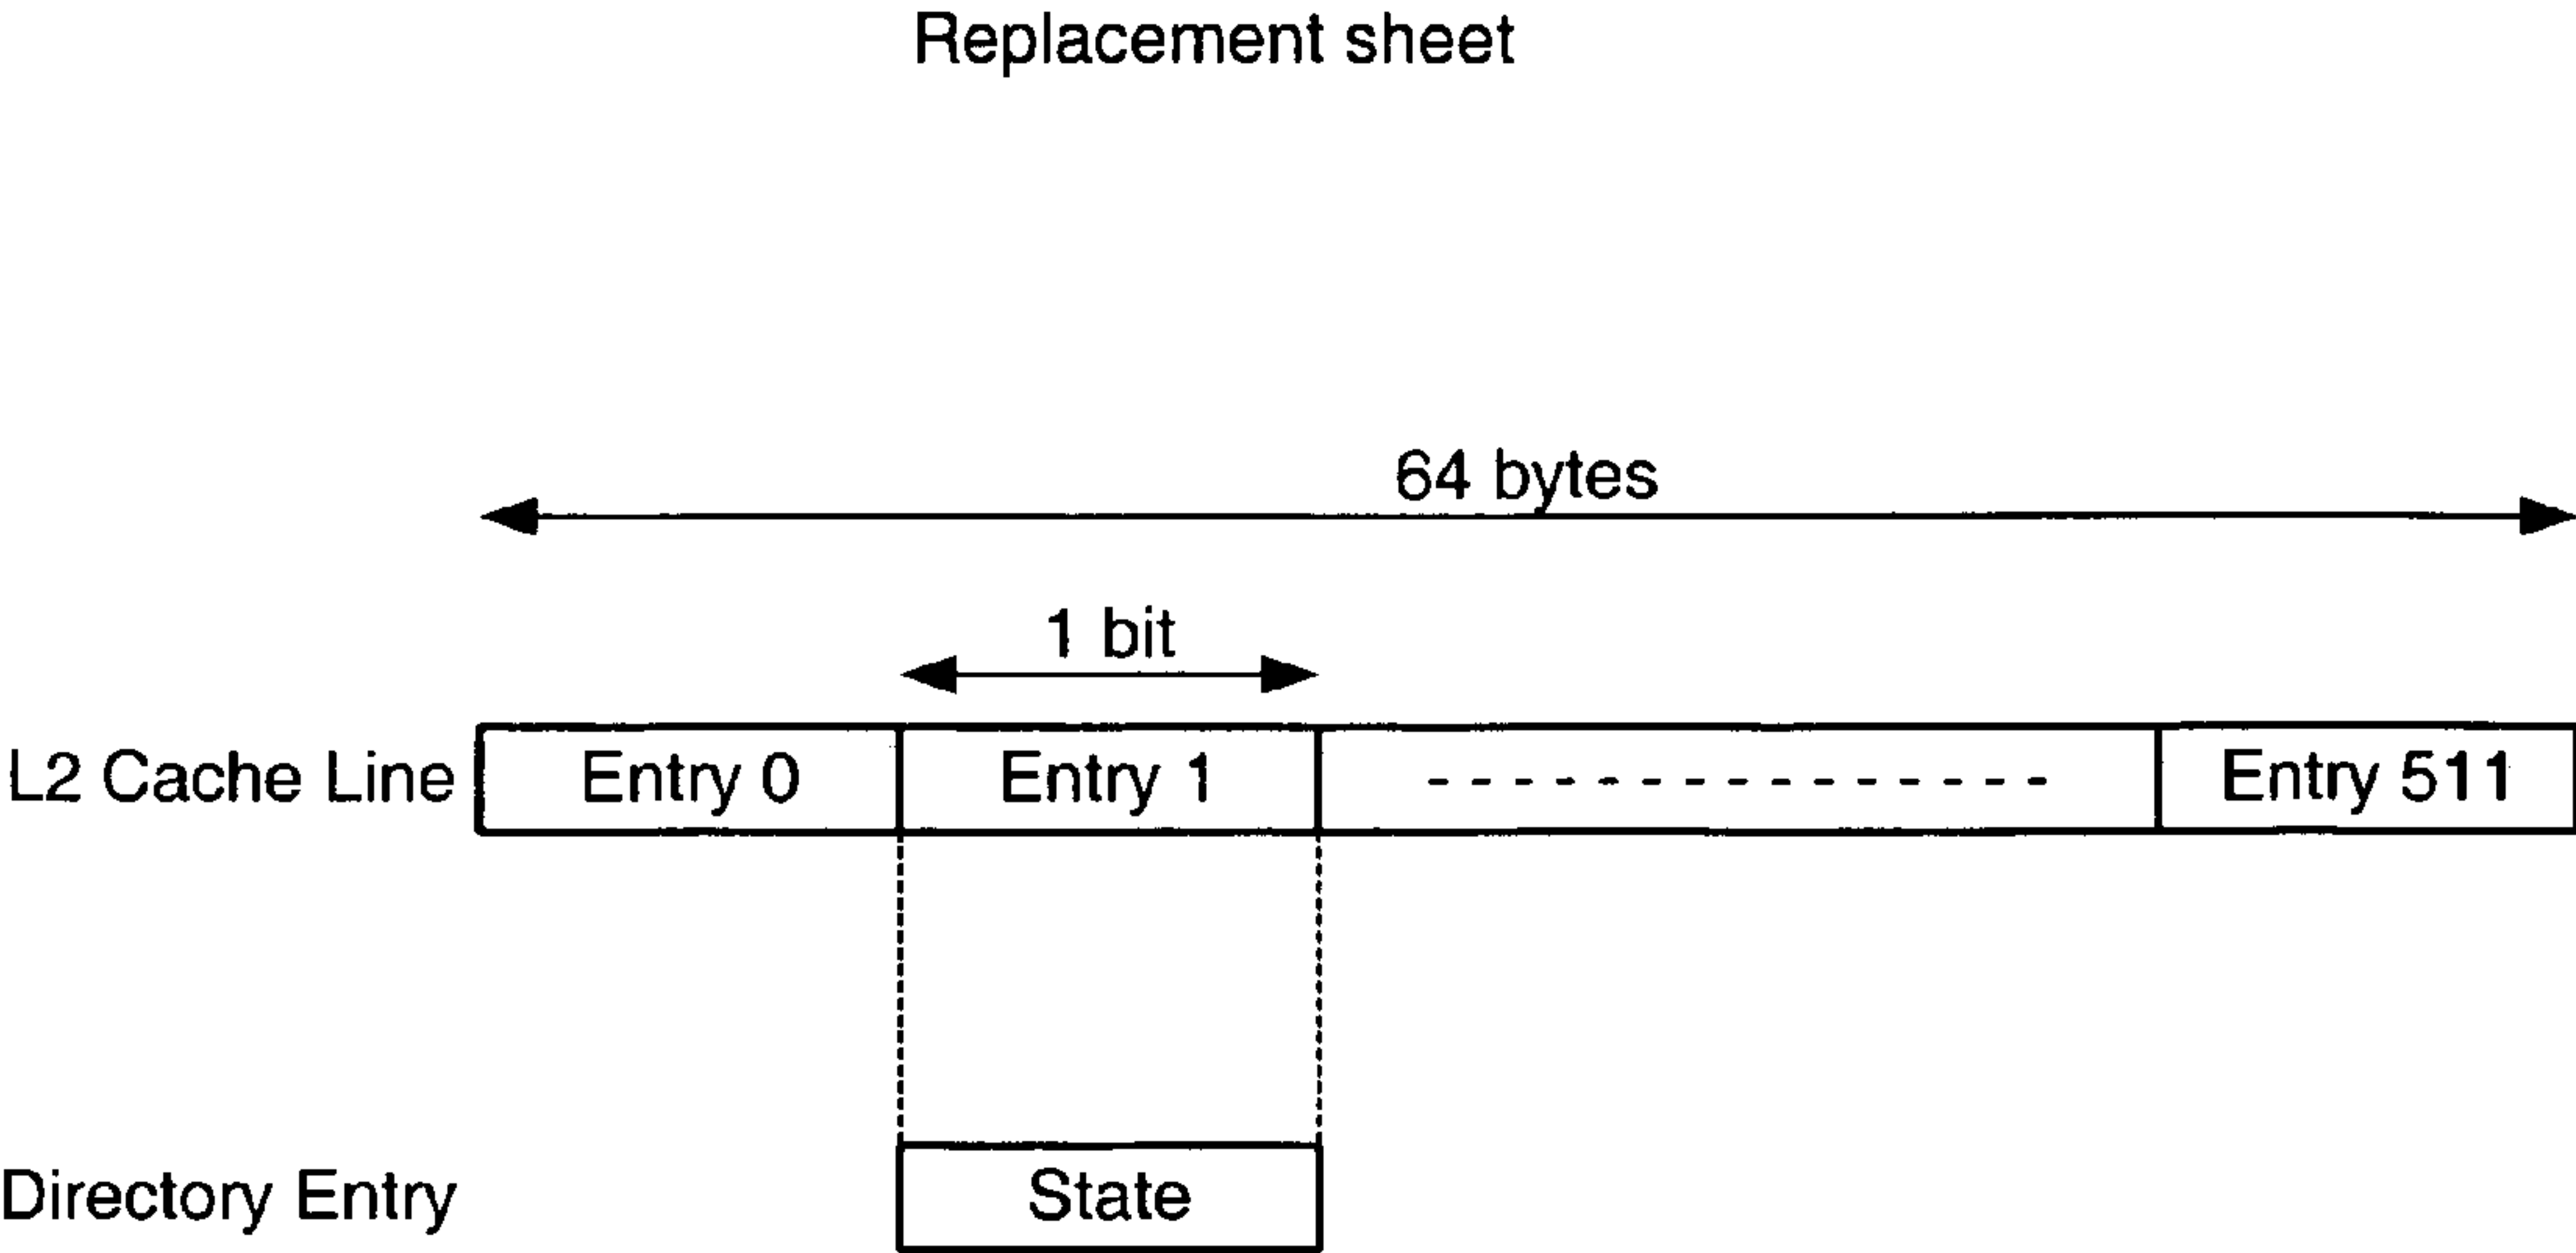 Replacement sheet
64 bytes
1 bit
L2 Cache Line Entry 0 Entry 1 Entry 511
Directory Entry State